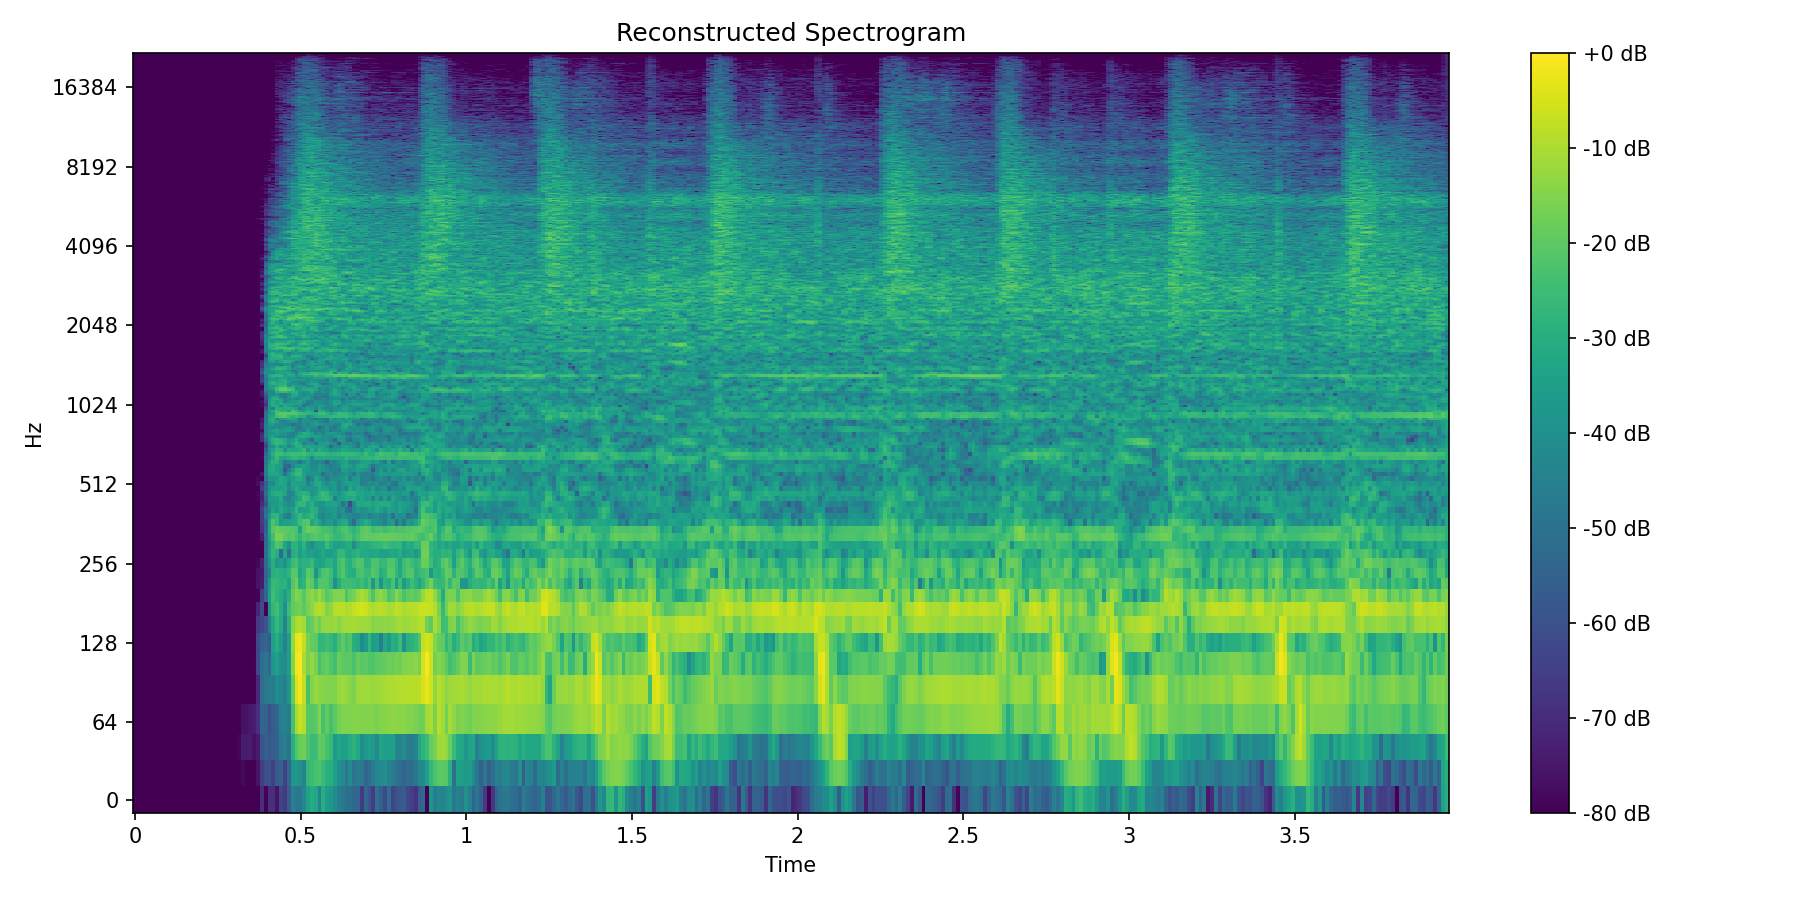 Reconstructed Spectrogram
Hz
16384
8192
4096
2048
1024
512
256
128
64
0
0
0.5
1
1.5
2
2.5
3
3.5
Time
+0 dB
-10 dB
-20 dB
-30 dB
-40 dB
-50 dB
-60 dB
-70 dB
-80 dB